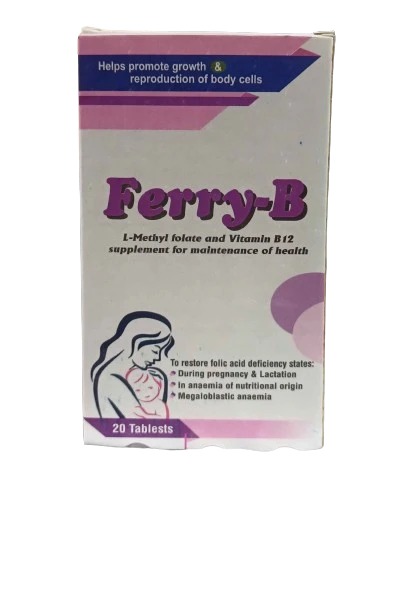 Helps promote growth &
reproduction of body cells
Ferry-B
L-Methyl folate and Vitamin B12
supplement for maintenance of health
To restore folic acid deficiency states:
During pregnancy & Lactation
In anaemia of nutritional origin
Megaloblastic anaemia
20 Tablests